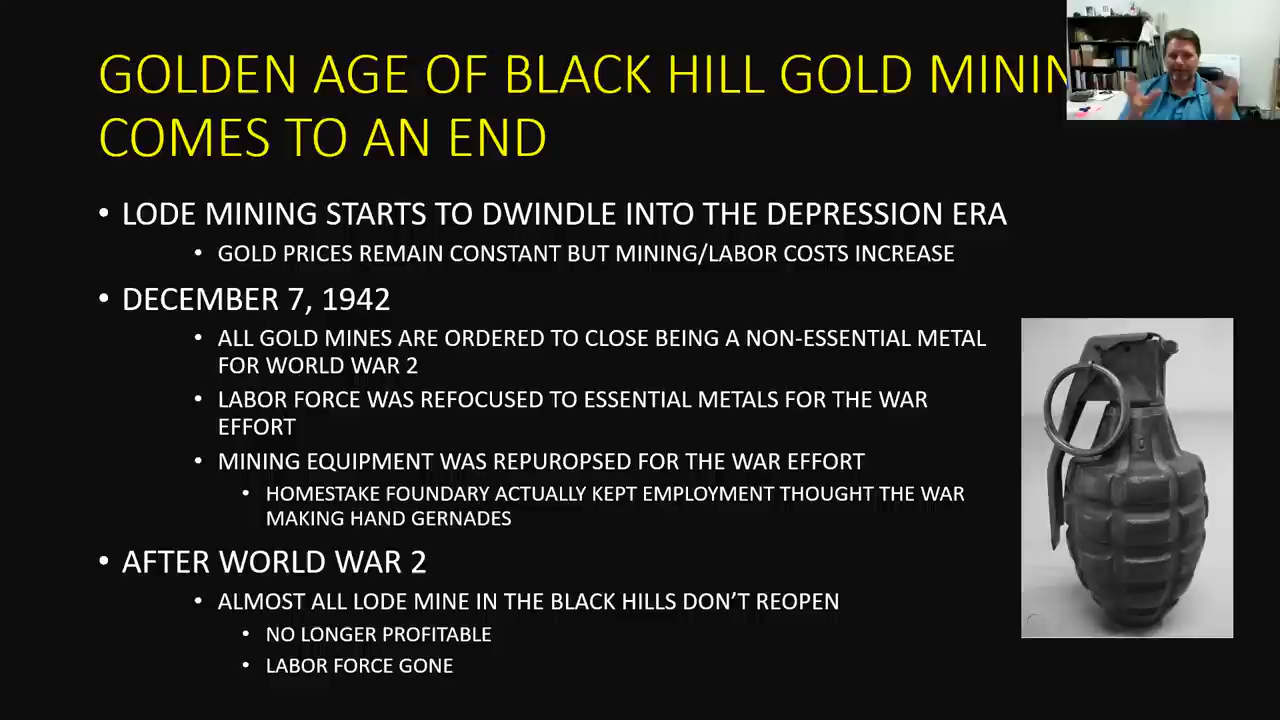 GOLDEN AGE OF BLACK HILL GOLD MININ
COMES TO AN END
• LODE MINING STARTS TO DWINDLE INTO THE DEPRESSION ERA
• GOLD PRICES REMAIN CONSTANT BUT MINING/LABOR COSTS INCREASE
• DECEMBER 7, 1942
• ALL GOLD MINES ARE ORDERED TO CLOSE BEING A NON-ESSENTIAL METAL
FOR WORLD WAR 2
• LABOR FORCE WAS REFOCUSED TO ESSENTIAL METALS FOR THE WAR
EFFORT
• MINING EQUIPMENT WAS REPUROPSED FOR THE WAR EFFORT
• HOMESTAKE FOUNDARY ACTUALLY KEPT EMPLOYMENT THOUGHT THE WAR
MAKING HAND GERNADES
• AFTER WORLD WAR 2
• ALMOST ALL LODE MINE IN THE BLACK HILLS DON'T REOPEN
• NO LONGER PROFITABLE
• LABOR FORCE GONE